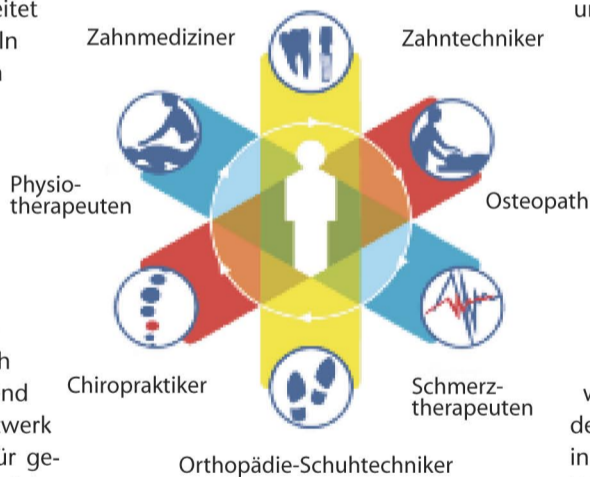 Zahnmediziner
Zahntechniker
Physio-
therapeuten
Osteopath
Chiropraktiker
Schmerz-
therapeuten
Orthopädie-Schuhtechniker